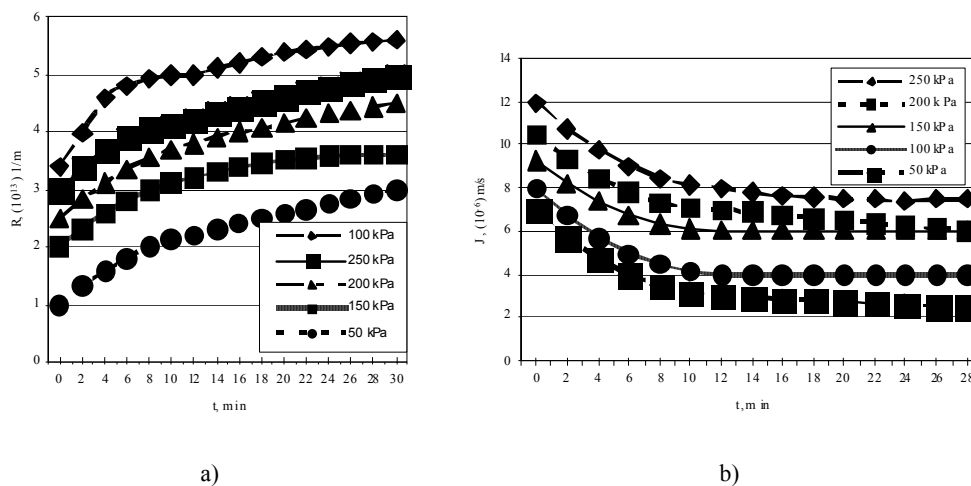 6
5
4
3
2
1
0
R, (10¹³) 1/m
0 2 4 6 8 10 12 14 16 18 20 22 24 26 28 30
t, min
100 kPa
250 kPa
200 kPa
150 kPa
50 kPa
a)
14
12
10
8
6
4
2
0
J , (10⁻⁶) m/s
0 2 4 6 8 10 12 14 16 18 20 22 24 26 28
t, min
250 kPa
200 k Pa
150 kPa
100 kPa
50 kPa
b)